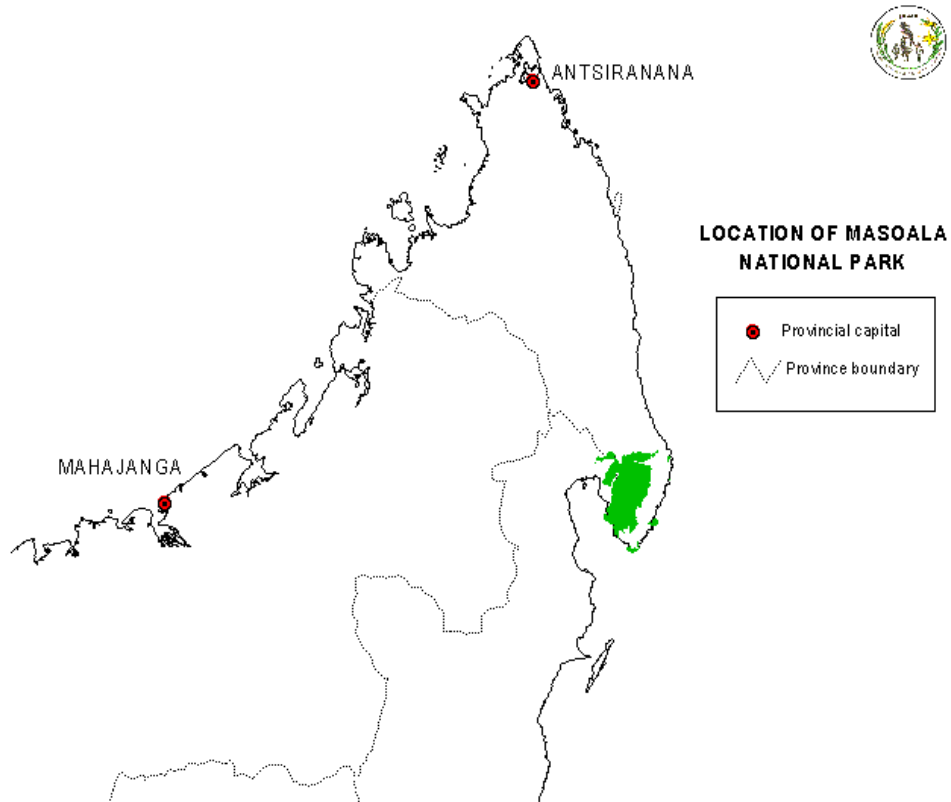 ANTSIRANANA
LOCATION OF MASOALA
NATIONAL PARK
Provincial capital
Province boundary
MAHAJANGA